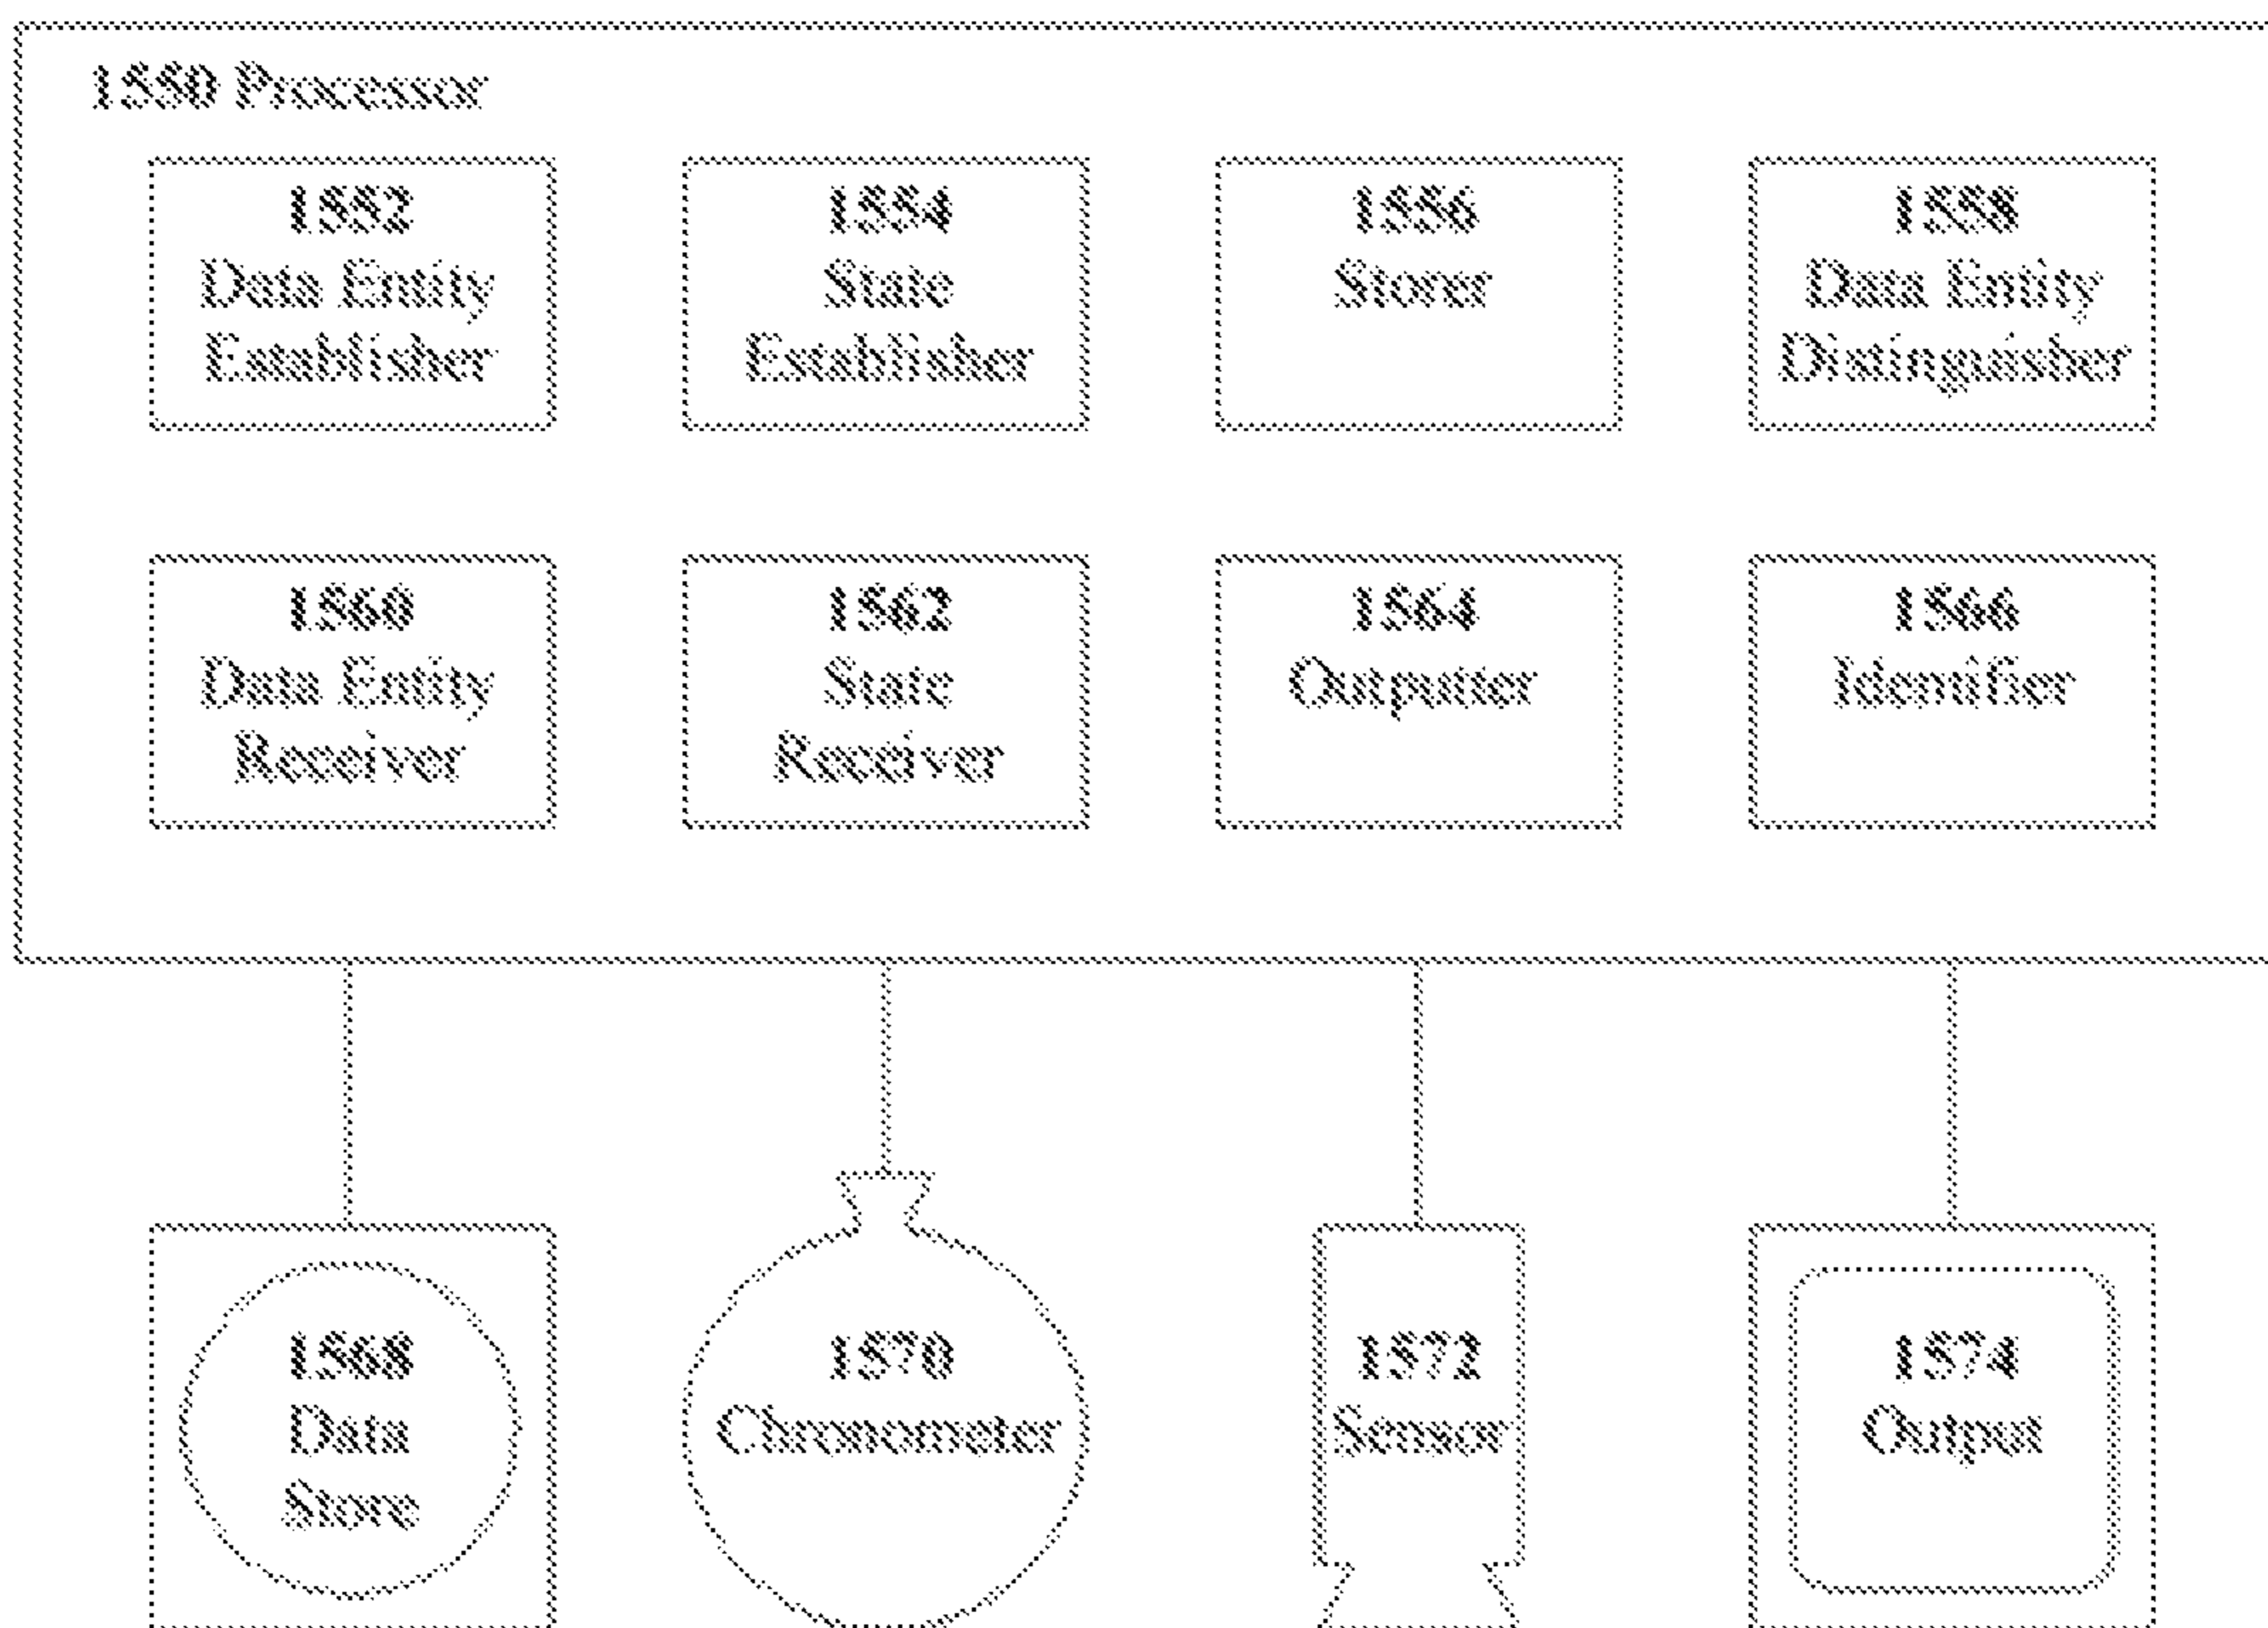 1550 Processor
1552
Data Entity
Establisher
1554
State
Establisher
1556
Storer
1558
Data Entity
Distinguisher
1560
Data Entity
Receiver
1562
State
Receiver
1564
Outputter
1566
Identifier
1568
Data
Store
1570
Chronometer
1572
Sensor
1574
Output